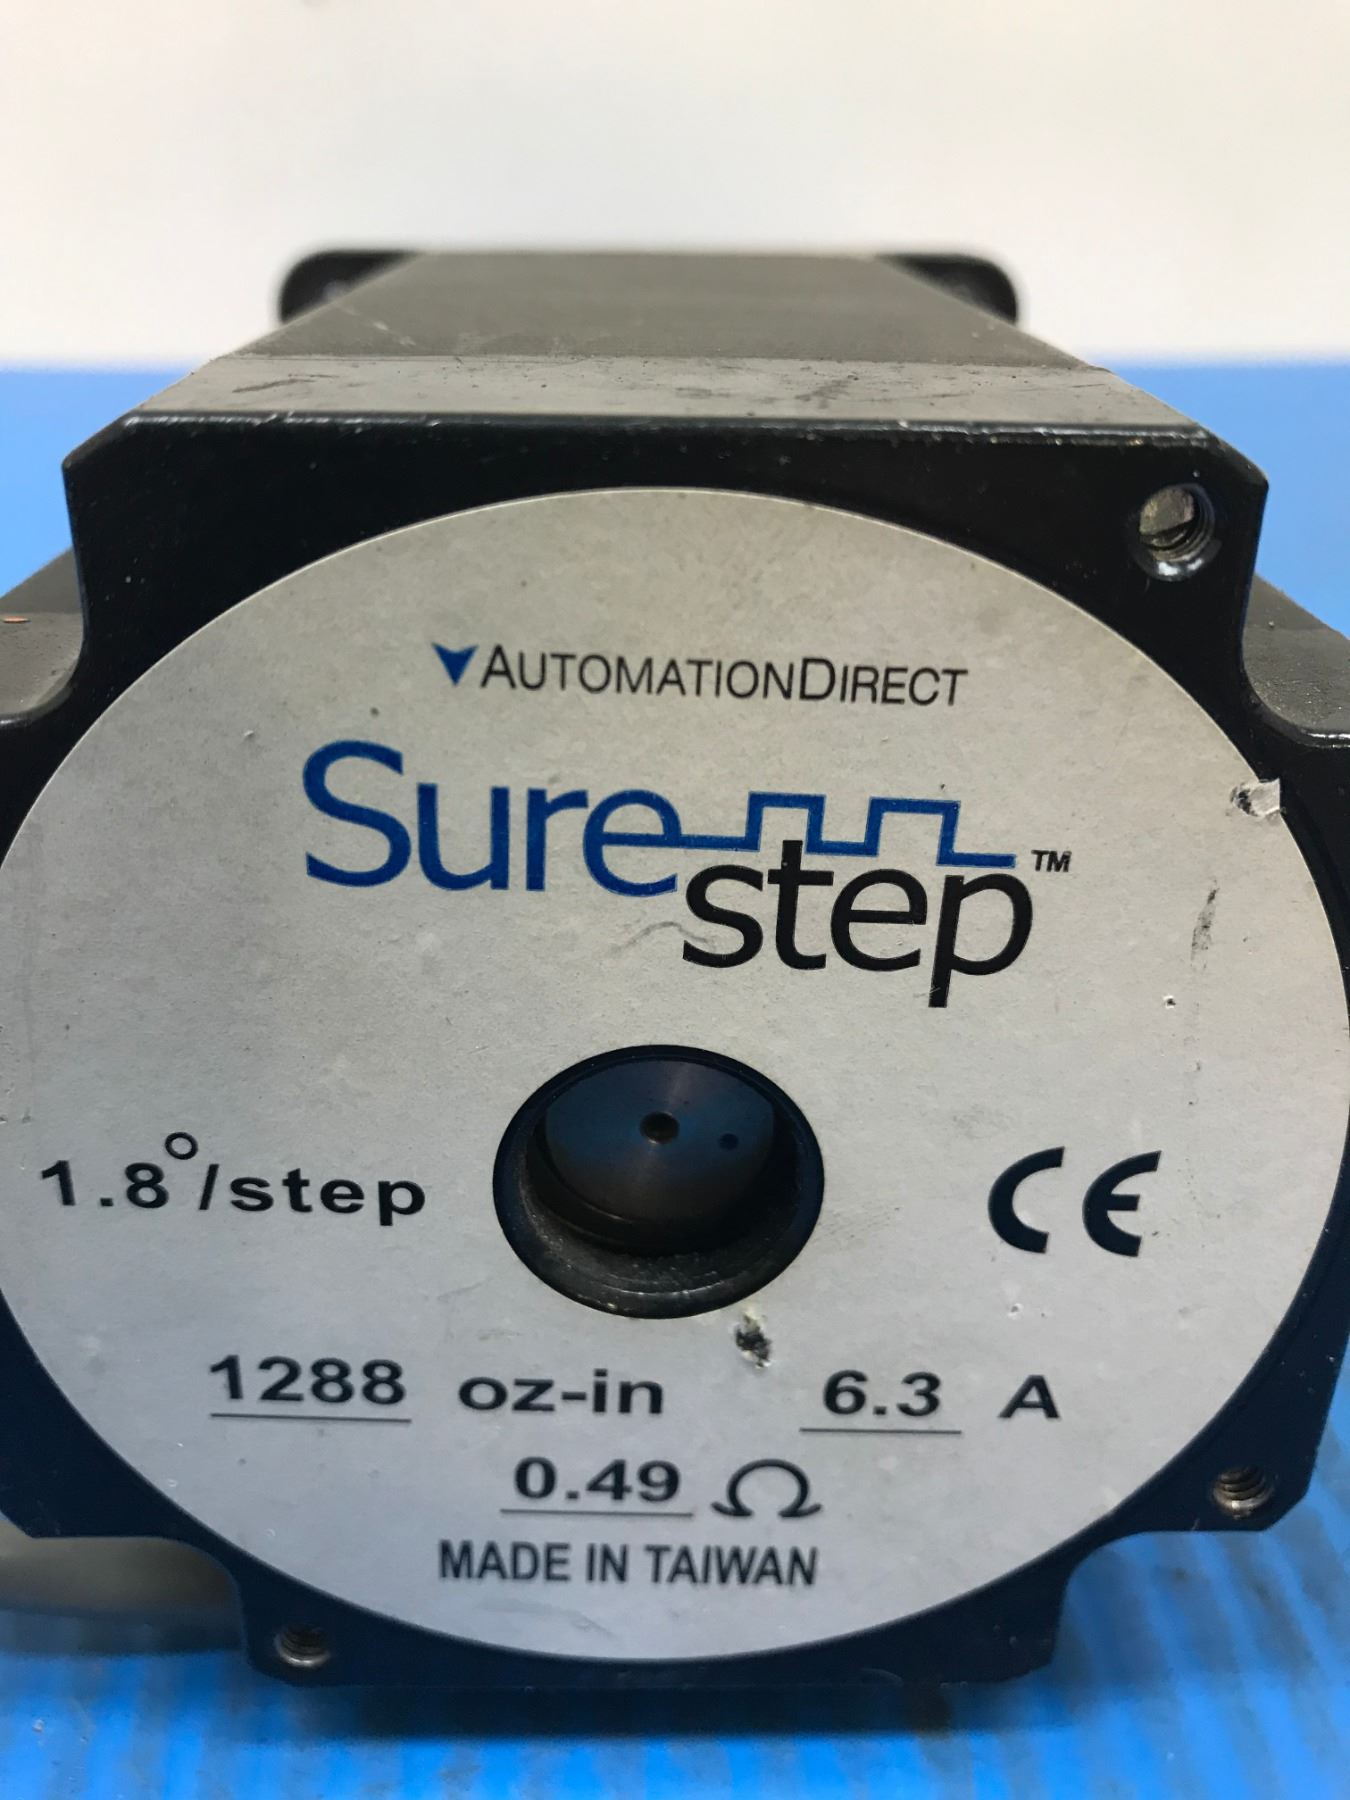 AUTOMATIONDIRECT
Sure
step™
1.8°/step
CE
1288 oz-in 6.3 A
0.49 Ω
MADE IN TAIWAN